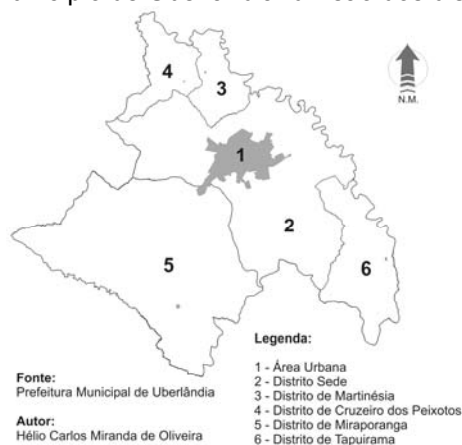 4
3
N.M.
1
2
5
6
Legenda:
1 - Área Urbana
2 - Distrito Sede
3 - Distrito de Martinésia
4 - Distrito de Cruzeiro dos Peixotos
5 - Distrito de Miraporanga
6 - Distrito de Tapuirama
Fonte:
Prefeitura Municipal de Uberlândia
Autor:
Hélio Carlos Miranda de Oliveira